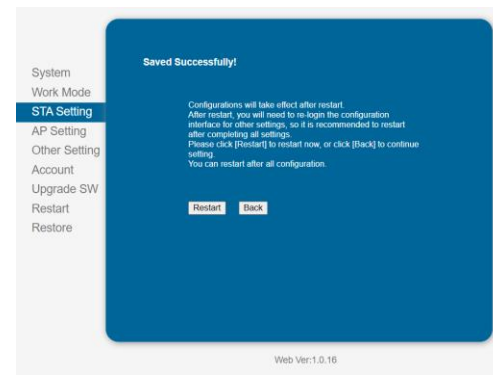 System
Work Mode
STA Setting
AP Setting
Other Setting
Account
Upgrade SW
Restart
Restore
Saved Successfully!
Configurations will take effect after restart.
After restart, you will need to re-login the configuration
interface for other settings, so it is recommended to restart
after completing all settings.
Please click [Restart] to restart now, or click [Back] to continue
setting.
You can restart after all configuration.
Restart Back
Web Ver:1.0.16